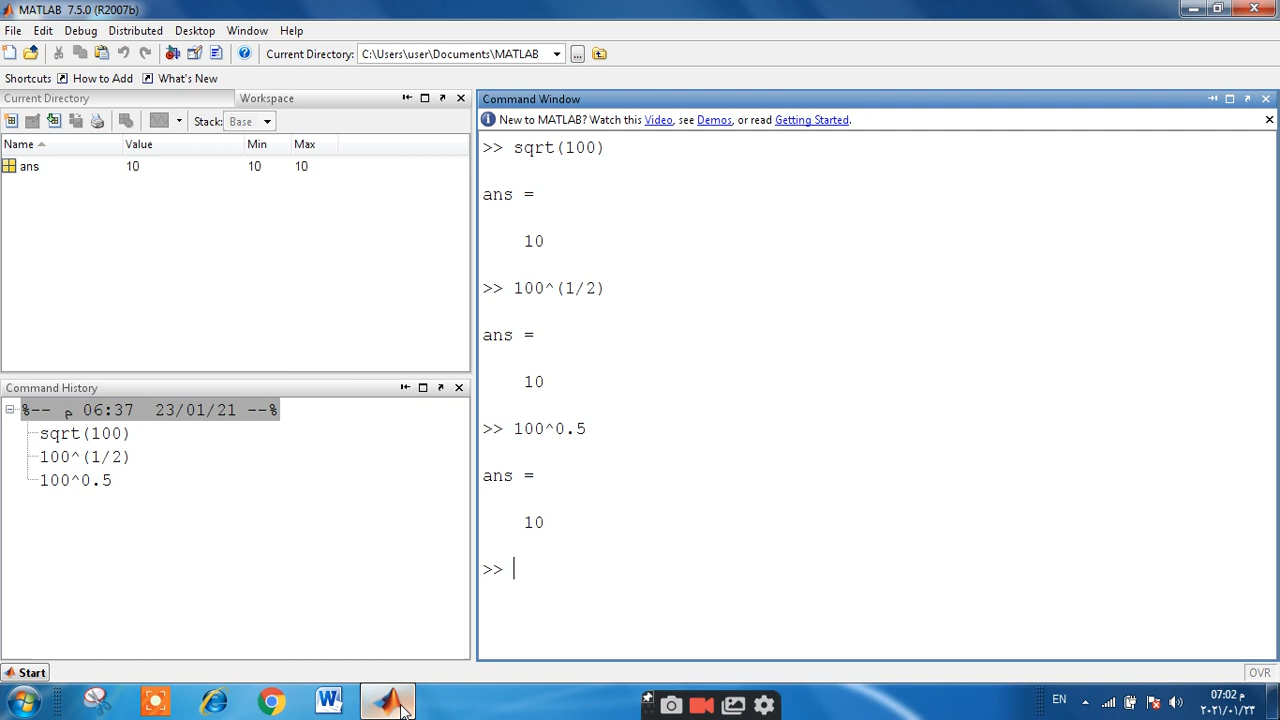 MATLAB 7.5.0 (R2007b)
File Edit Debug Distributed Desktop Window Help
Current Directory: C:\Users\user\Documents\MATLAB ...
Shortcuts How to Add What's New
Current Directory Workspace
Stack: Base
Name Value Min Max
ans 10 10 10
Command History
%-- م 06:37 23/01/21 --%
sqrt(100)
100^(1/2)
100^0.5
Command Window
New to MATLAB? Watch this Video, see Demos, or read Getting Started.
>> sqrt(100)
ans =
10
>> 100^(1/2)
ans =
10
>> 100^0.5
ans =
10
>>
Start
OVR
EN
07:02 م
٢٠٢١/٠١/٢٣